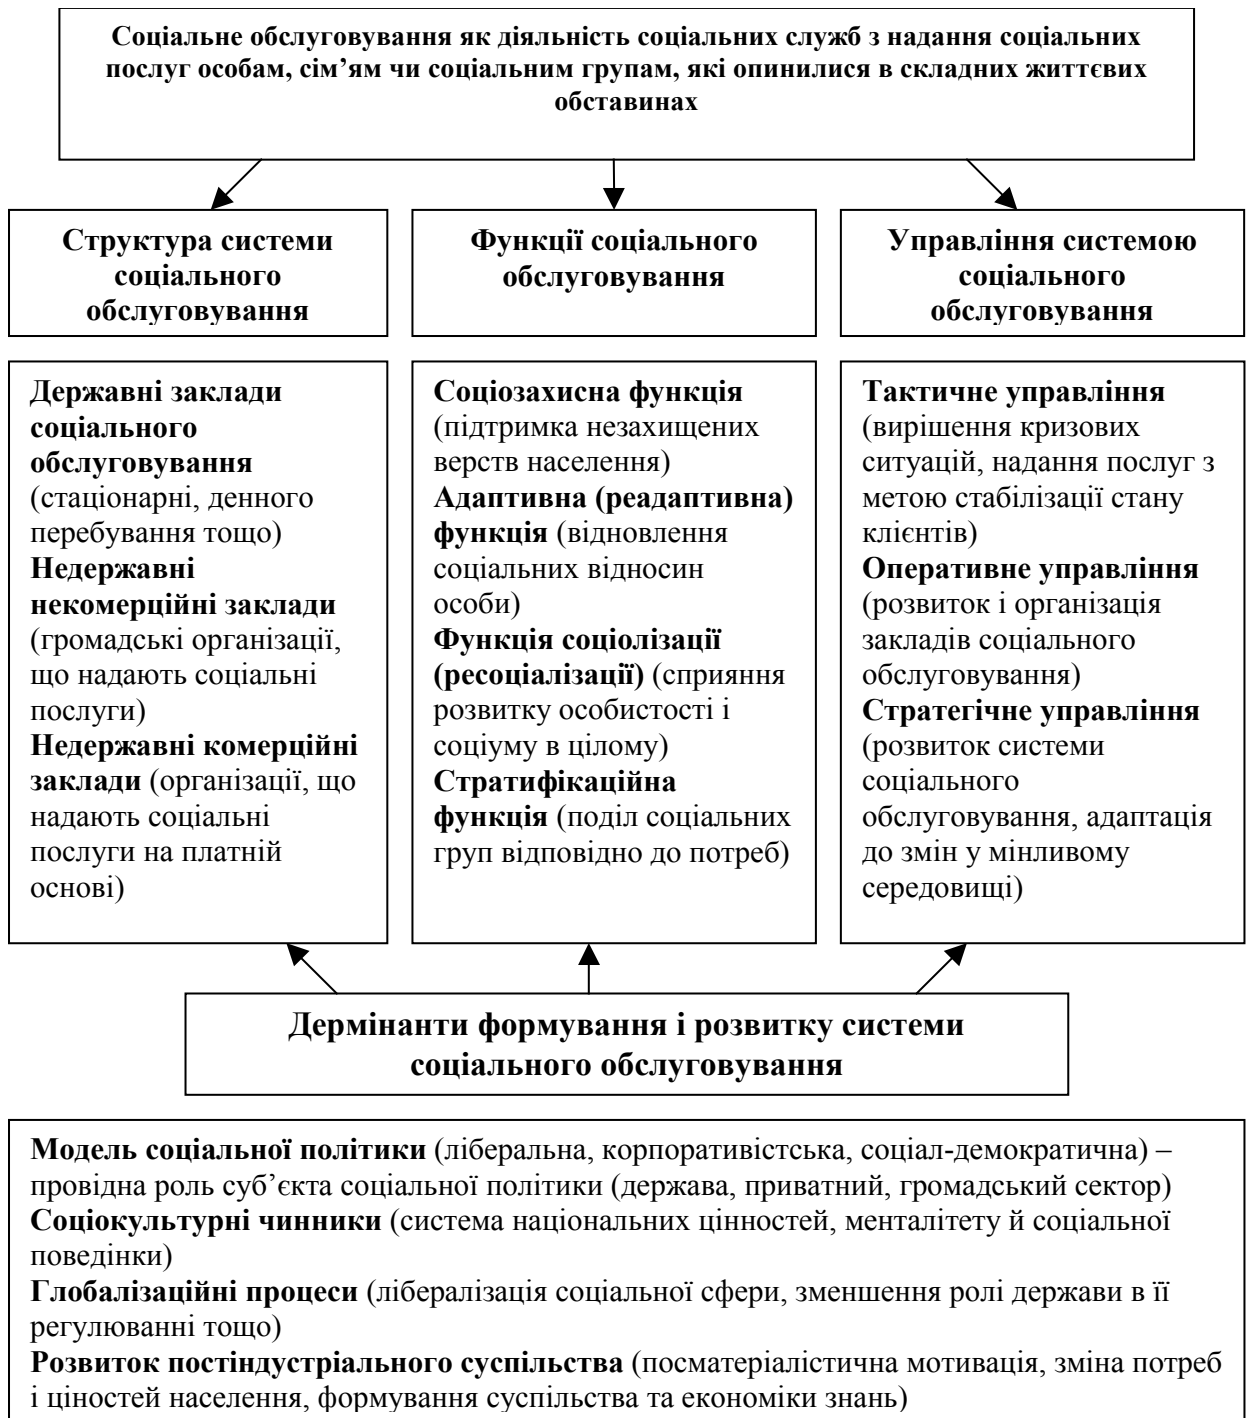 Соціальне обслуговування як діяльність соціальних служб з надання соціальних
послуг особам, сім’ям чи соціальним групам, які опинилися в складних життєвих
обставинах
Структура системи
соціального
обслуговування
Функції соціального
обслуговування
Управління системою
соціального
обслуговування
Державні заклади
соціального
обслуговування
(стаціонарні, денного
перебування тощо)
Недержавні
некомерційні заклади
(громадські організації,
що надають соціальні
послуги)
Недержавні комерційні
заклади (організації, що
надають соціальні
послуги на платній
основі)
Соціозахисна функція
(підтримка незахищених
верств населення)
Адаптивна (реадаптивна)
функція (відновлення
соціальних відносин
особи)
Функція соціолізації
(ресоціалізації) (сприяння
розвитку особистості і
соціуму в цілому)
Стратифікаційна
функція (поділ соціальних
груп відповідно до потреб)
Тактичне управління
(вирішення кризових
ситуацій, надання послуг з
метою стабілізації стану
клієнтів)
Оперативне управління
(розвиток і організація
закладів соціального
обслуговування)
Стратегічне управління
(розвиток системи
соціального
обслуговування, адаптація
до змін у мінливому
середовищі)
Дермінанти формування і розвитку системи
соціального обслуговування
Модель соціальної політики (ліберальна, корпоративістська, соціал-демократична) –
провідна роль суб’єкта соціальної політики (держава, приватний, громадський сектор)
Соціокультурні чинники (система національних цінностей, менталітету й соціальної
поведінки)
Глобалізаційні процеси (лібералізація соціальної сфери, зменшення ролі держави в її
регулюванні тощо)
Розвиток постіндустріального суспільства (посматеріалістична мотивація, зміна потреб
і ціностей населення, формування суспільства та економіки знань)